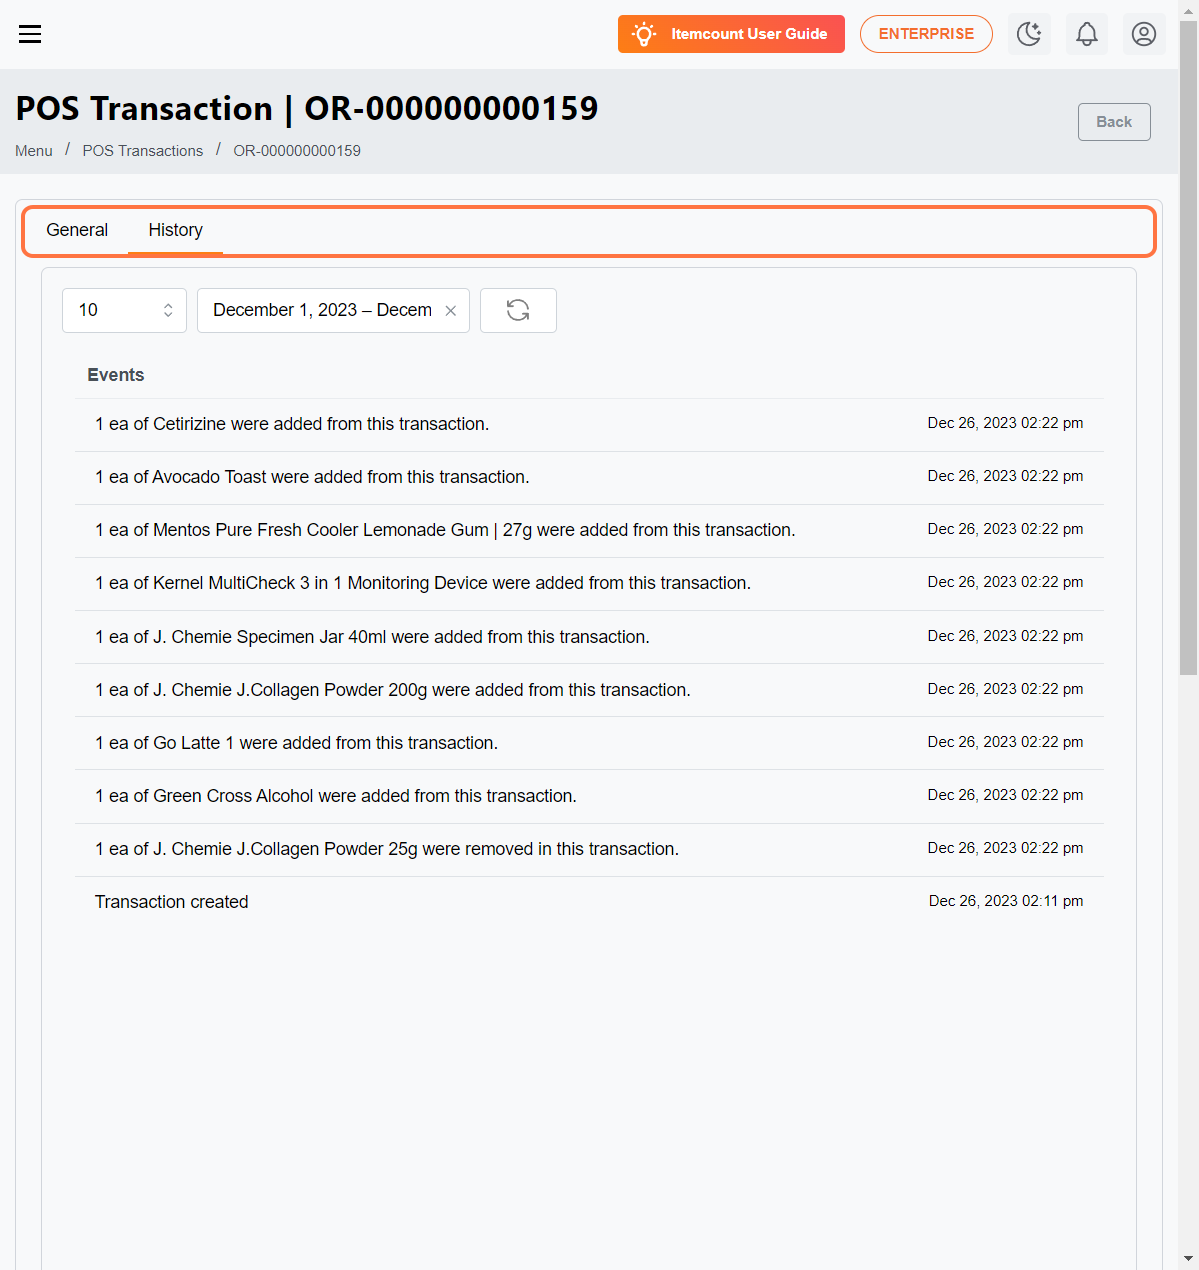 Itemcount User Guide
ENTERPRISE
POS Transaction | OR-000000000159
Back
Menu / POS Transactions / OR-000000000159
General History
10 December 1, 2023 – Decem
Events
1 ea of Cetirizine were added from this transaction. Dec 26, 2023 02:22 pm
1 ea of Avocado Toast were added from this transaction. Dec 26, 2023 02:22 pm
1 ea of Mentos Pure Fresh Cooler Lemonade Gum | 27g were added from this transaction. Dec 26, 2023 02:22 pm
1 ea of Kernel MultiCheck 3 in 1 Monitoring Device were added from this transaction. Dec 26, 2023 02:22 pm
1 ea of J. Chemie Specimen Jar 40ml were added from this transaction. Dec 26, 2023 02:22 pm
1 ea of J. Chemie J.Collagen Powder 200g were added from this transaction. Dec 26, 2023 02:22 pm
1 ea of Go Latte 1 were added from this transaction. Dec 26, 2023 02:22 pm
1 ea of Green Cross Alcohol were added from this transaction. Dec 26, 2023 02:22 pm
1 ea of J. Chemie J.Collagen Powder 25g were removed in this transaction. Dec 26, 2023 02:22 pm
Transaction created Dec 26, 2023 02:11 pm